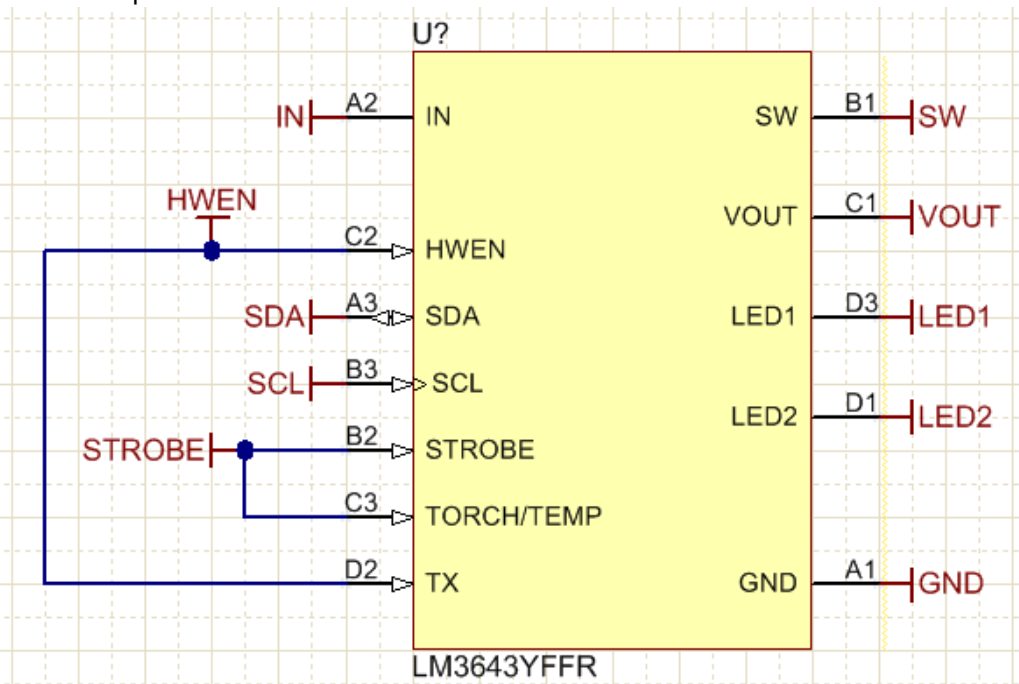 U?
IN A2 IN SW B1 SW
HWEN
VOUT C1 VOUT
C2 HWEN
SDA A3 SDA LED1 D3 LED1
SCL B3 SCL
LED2 D1 LED2
STROBE B2 STROBE
C3 TORCH/TEMP
D2 TX GND A1 GND
LM3643YFFR